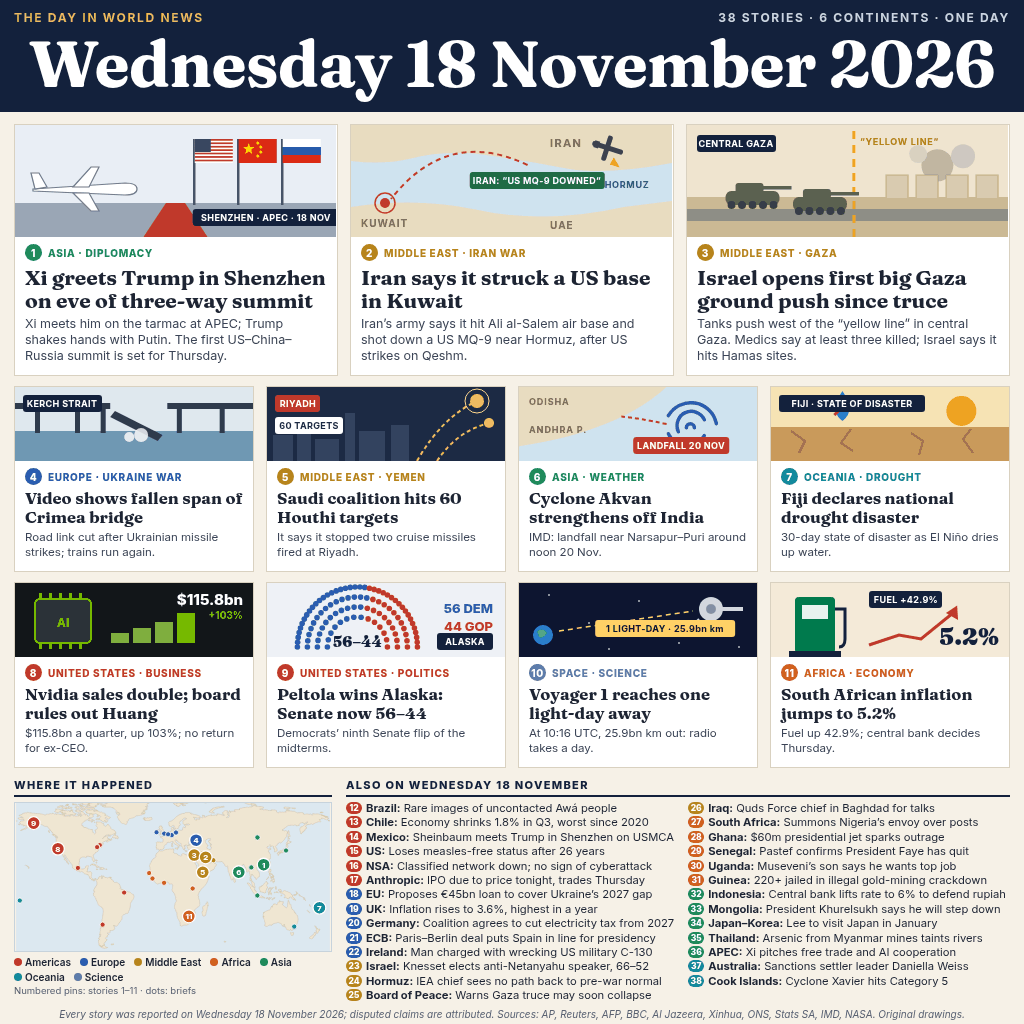 THE DAY IN WORLD NEWS
38 STORIES · 6 CONTINENTS · ONE DAY
Wednesday 18 November 2026
SHENZHEN · APEC · 18 NOV
1 ASIA · DIPLOMACY
Xi greets Trump in Shenzhen
on eve of three-way summit
Xi meets him on the tarmac at APEC; Trump
shakes hands with Putin. The first US–China–
Russia summit is set for Thursday.
IRAN
IRAN: “US MQ-9 DOWNED”
HORMUZ
KUWAIT
UAE
2 MIDDLE EAST · IRAN WAR
Iran says it struck a US base
in Kuwait
Iran’s army says it hit Ali al-Salem air base and
shot down a US MQ-9 near Hormuz, after US
strikes on Qeshm.
CENTRAL GAZA
“YELLOW LINE”
3 MIDDLE EAST · GAZA
Israel opens first big Gaza
ground push since truce
Tanks push west of the “yellow line” in central
Gaza. Medics say at least three killed; Israel says it
hits Hamas sites.
KERCH STRAIT
4 EUROPE · UKRAINE WAR
Video shows fallen span of
Crimea bridge
Road link cut after Ukrainian missile
strikes; trains run again.
RIYADH
60 TARGETS
5 MIDDLE EAST · YEMEN
Saudi coalition hits 60
Houthi targets
It says it stopped two cruise missiles
fired at Riyadh.
ODISHA
ANDHRA P.
LANDFALL 20 NOV
6 ASIA · WEATHER
Cyclone Akvan
strengthens off India
IMD: landfall near Narsapur–Puri around
noon 20 Nov.
FIJI · STATE OF DISASTER
7 OCEANIA · DROUGHT
Fiji declares national
drought disaster
30-day state of disaster as El Niño dries
up water.
AI
$115.8bn
+103%
8 UNITED STATES · BUSINESS
Nvidia sales double; board
rules out Huang
$115.8bn a quarter, up 103%; no return
for ex-CEO.
56–44
56 DEM
44 GOP
ALASKA
9 UNITED STATES · POLITICS
Peltola wins Alaska:
Senate now 56–44
Democrats’ ninth Senate flip of the
midterms.
1 LIGHT-DAY · 25.9bn km
10 SPACE · SCIENCE
Voyager 1 reaches one
light-day away
At 10:16 UTC, 25.9bn km out: radio
takes a day.
FUEL +42.9%
5.2%
11 AFRICA · ECONOMY
South African inflation
jumps to 5.2%
Fuel up 42.9%; central bank decides
Thursday.
WHERE IT HAPPENED
9
8
4
3
2
5
6
1
11
7
Americas Europe Middle East Africa Asia
Oceania Science
Numbered pins: stories 1–11 · dots: briefs
ALSO ON WEDNESDAY 18 NOVEMBER
12 Brazil: Rare images of uncontacted Awá people
13 Chile: Economy shrinks 1.8% in Q3, worst since 2020
14 Mexico: Sheinbaum meets Trump in Shenzhen on USMCA
15 US: Loses measles-free status after 26 years
16 NSA: Classified network down; no sign of cyberattack
17 Anthropic: IPO due to price tonight, trades Thursday
18 EU: Proposes €45bn loan to cover Ukraine’s 2027 gap
19 UK: Inflation rises to 3.6%, highest in a year
20 Germany: Coalition agrees to cut electricity tax from 2027
21 ECB: Paris–Berlin deal puts Spain in line for presidency
22 Ireland: Man charged with wrecking US military C-130
23 Israel: Knesset elects anti-Netanyahu speaker, 66–52
24 Hormuz: IEA chief sees no path back to pre-war normal
25 Board of Peace: Warns Gaza truce may soon collapse
26 Iraq: Quds Force chief in Baghdad for talks
27 South Africa: Summons Nigeria’s envoy over posts
28 Ghana: $60m presidential jet sparks outrage
29 Senegal: Pastef confirms President Faye has quit
30 Uganda: Museveni’s son says he wants top job
31 Guinea: 220+ jailed in illegal gold-mining crackdown
32 Indonesia: Central bank lifts rate to 6% to defend rupiah
33 Mongolia: President Khurelsukh says he will step down
34 Japan–Korea: Lee to visit Japan in January
35 Thailand: Arsenic from Myanmar mines taints rivers
36 APEC: Xi pitches free trade and AI cooperation
37 Australia: Sanctions settler leader Daniella Weiss
38 Cook Islands: Cyclone Xavier hits Category 5
Every story was reported on Wednesday 18 November 2026; disputed claims are attributed. Sources: AP, Reuters, AFP, BBC, Al Jazeera, Xinhua, ONS, Stats SA, IMD, NASA. Original drawings.